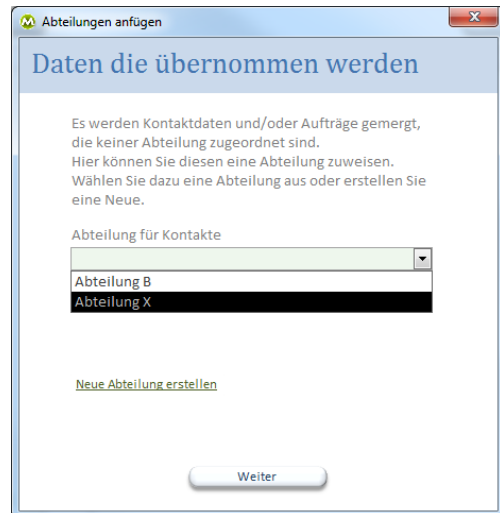 Abteilungen anfügen
Daten die übernommen werden
Es werden Kontaktdaten und/oder Aufträge gemergt,
die keiner Abteilung zugeordnet sind.
Hier können Sie diesen eine Abteilung zuweisen.
Wählen Sie dazu eine Abteilung aus oder erstellen Sie
eine Neue.
Abteilung für Kontakte
Abteilung B
Abteilung X
Neue Abteilung erstellen
Weiter